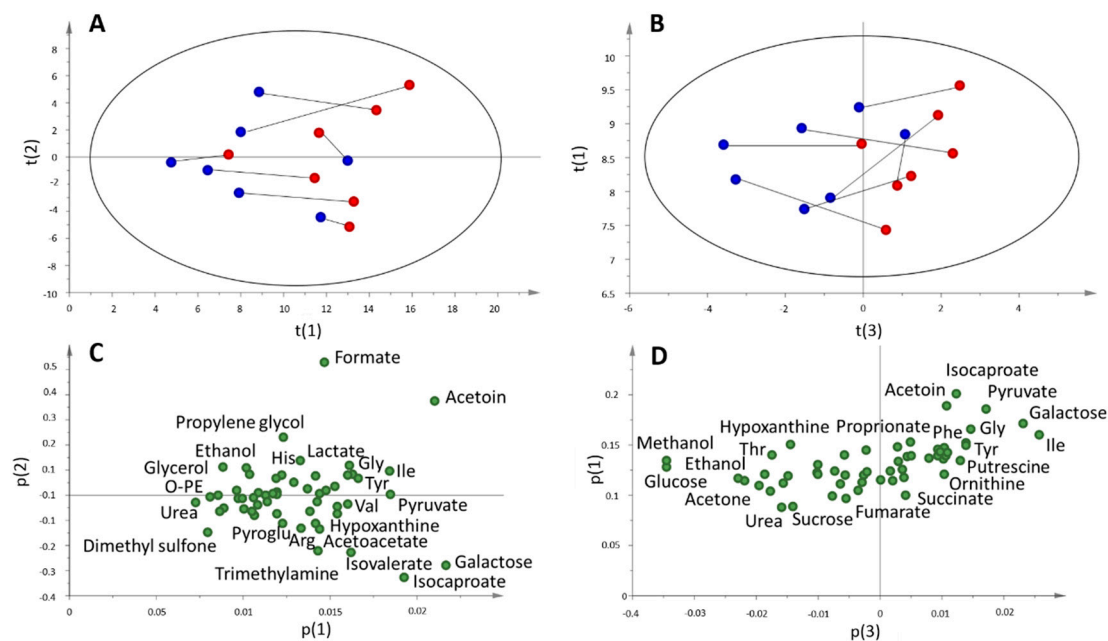 A
8
6
4
2
0
-2
-4
-6
-8
-10
t(2)
0 2 4 6 8 10 12 14 16 18 20
t(1)
B
10
9.5
9
8.5
8
7.5
7
6.5
t(1)
-6 -4 -2 0 2 4
t(3)
C
0.5
0.4
0.3
0.2
0.1
-0.1
-0.1
-0.2
-0.3
-0.4
p(2)
Formate
Acetoin
Propylene glycol
Ethanol His Lactate
Glycerol Gly Ile
O-PE Tyr
Urea Val Pyruvate
Pyroglu Arg Hypoxanthine
Dimethyl sulfone Acetoacetate
Trimethylamine Isovalerate Galactose
Isocaproate
0 0.005 0.01 0.015 0.02
p(1)
D
0.2
0.15
0.1
0.05
0
p(1)
Isocaproate
Acetoin Pyruvate
Galactose
Hypoxanthine Proprionate Phe Gly
Methanol Thr Tyr Ile
Ethanol Putrescine
Glucose Ornithine
Acetone Succinate
Urea Sucrose Fumarate
-0.4 -0.03 -0.02 -0.01 0 0.01 0.02
p(3)